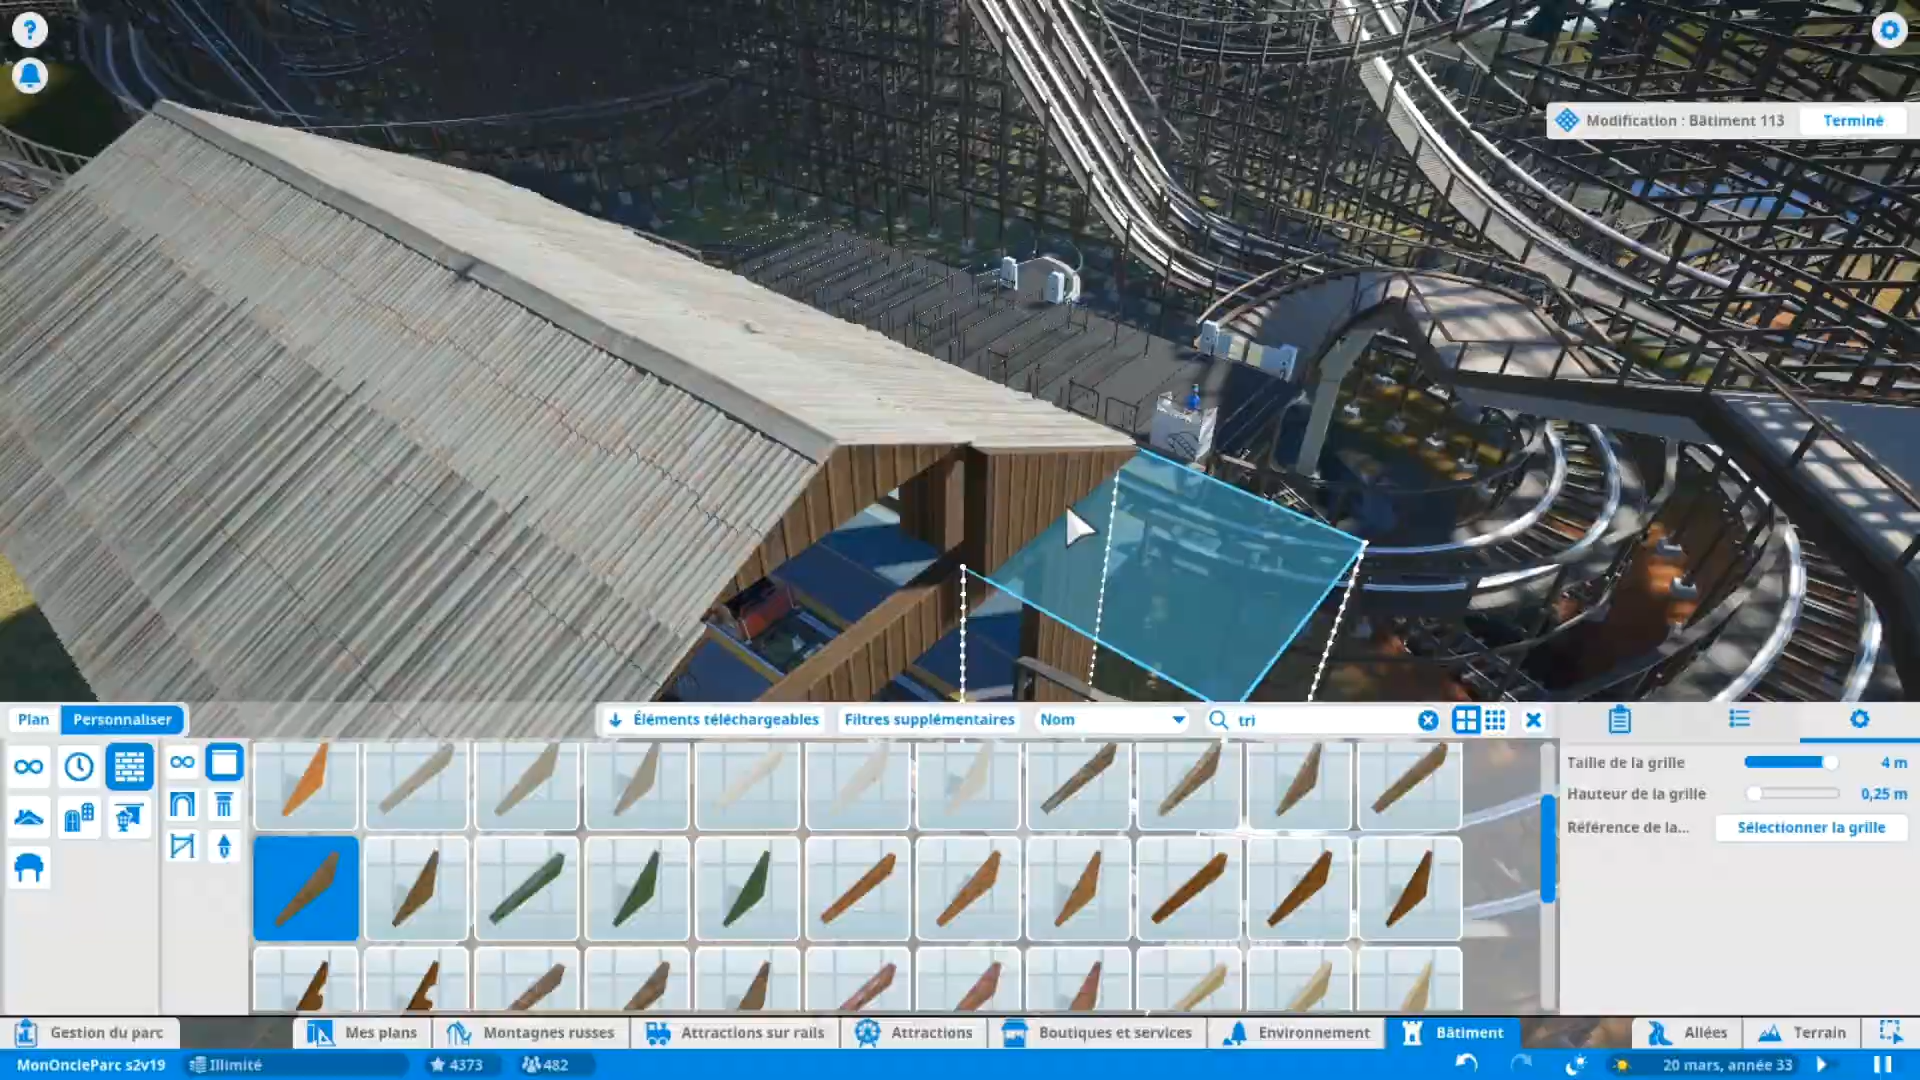 ?
Modification : Bâtiment 113
Terminé
Plan
Personnaliser
Éléments téléchargeables
Filtres supplémentaires
Nom
tri
Taille de la grille
4 m
Hauteur de la grille
0,25 m
Référence de la...
Sélectionner la grille
Gestion du parc
Mes plans
Montagnes russes
Attractions sur rails
Attractions
Boutiques et services
Environnement
Bâtiment
Allées
Terrain
MonOncleParc s2v19
Illimité
4373
482
20 mars, année 33